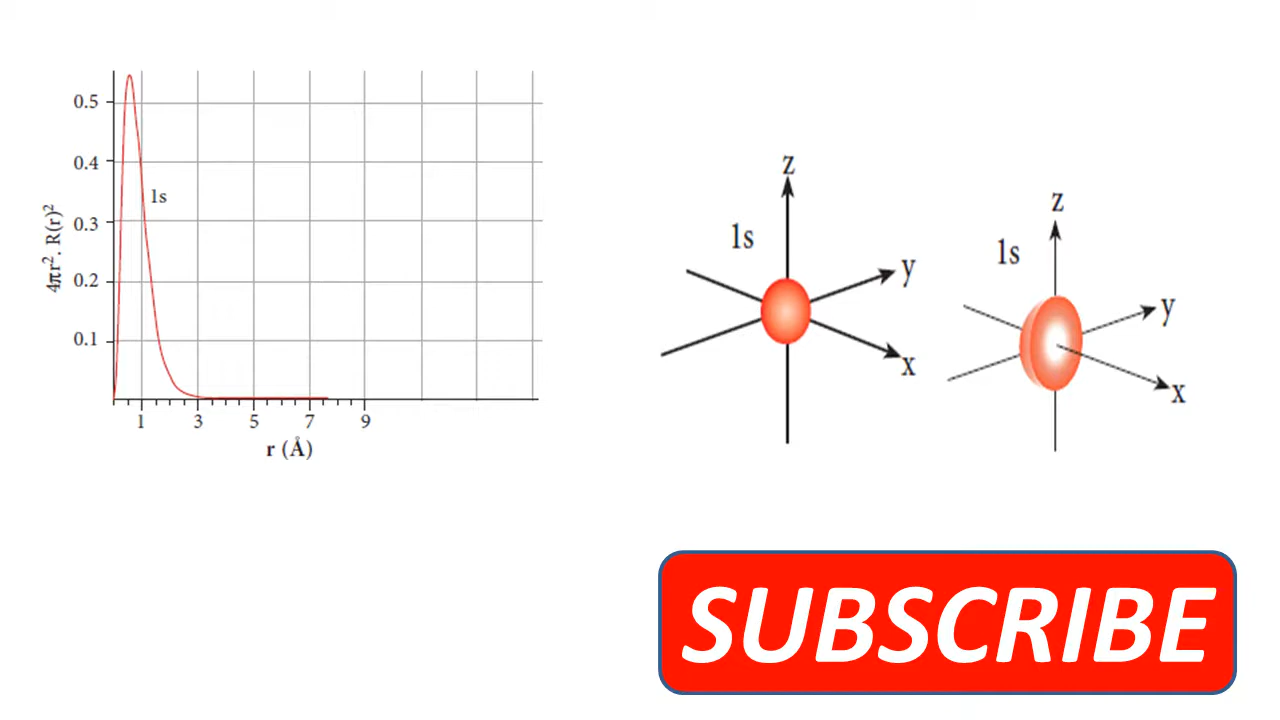 0.5
0.4
0.3
0.2
0.1
4πr². R(r)²
1s
1 3 5 7 9
r (Å)
z
1s
y
x
z
1s
y
x
SUBSCRIBE